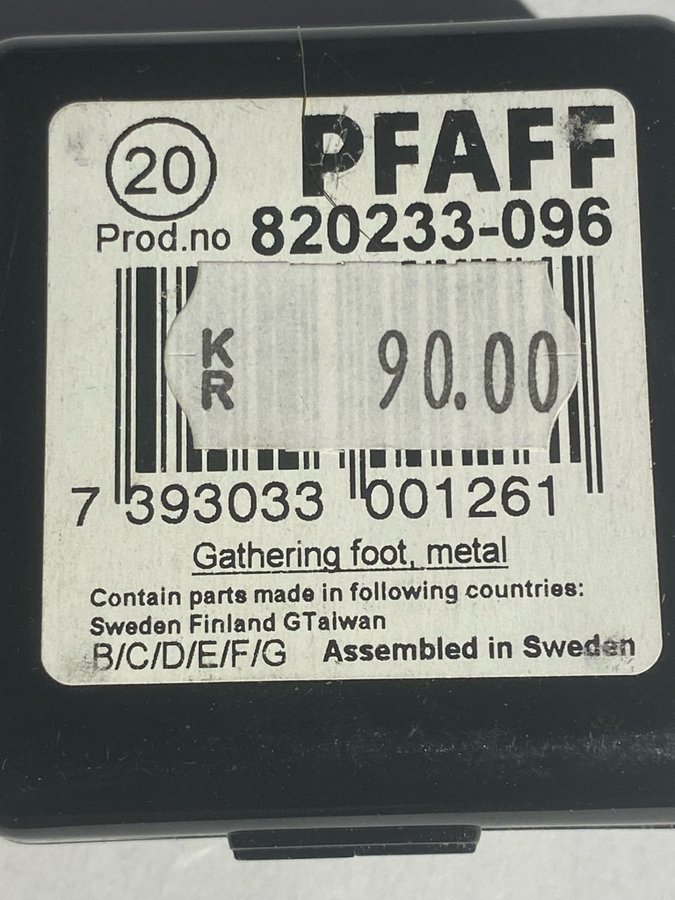 20
PFAFF
Prod.no 820233-096
KR 90.00
7 393033 001261
Gathering foot, metal
Contain parts made in following countries:
Sweden Finland GTaiwan
B/C/D/E/F/G Assembled in Sweden